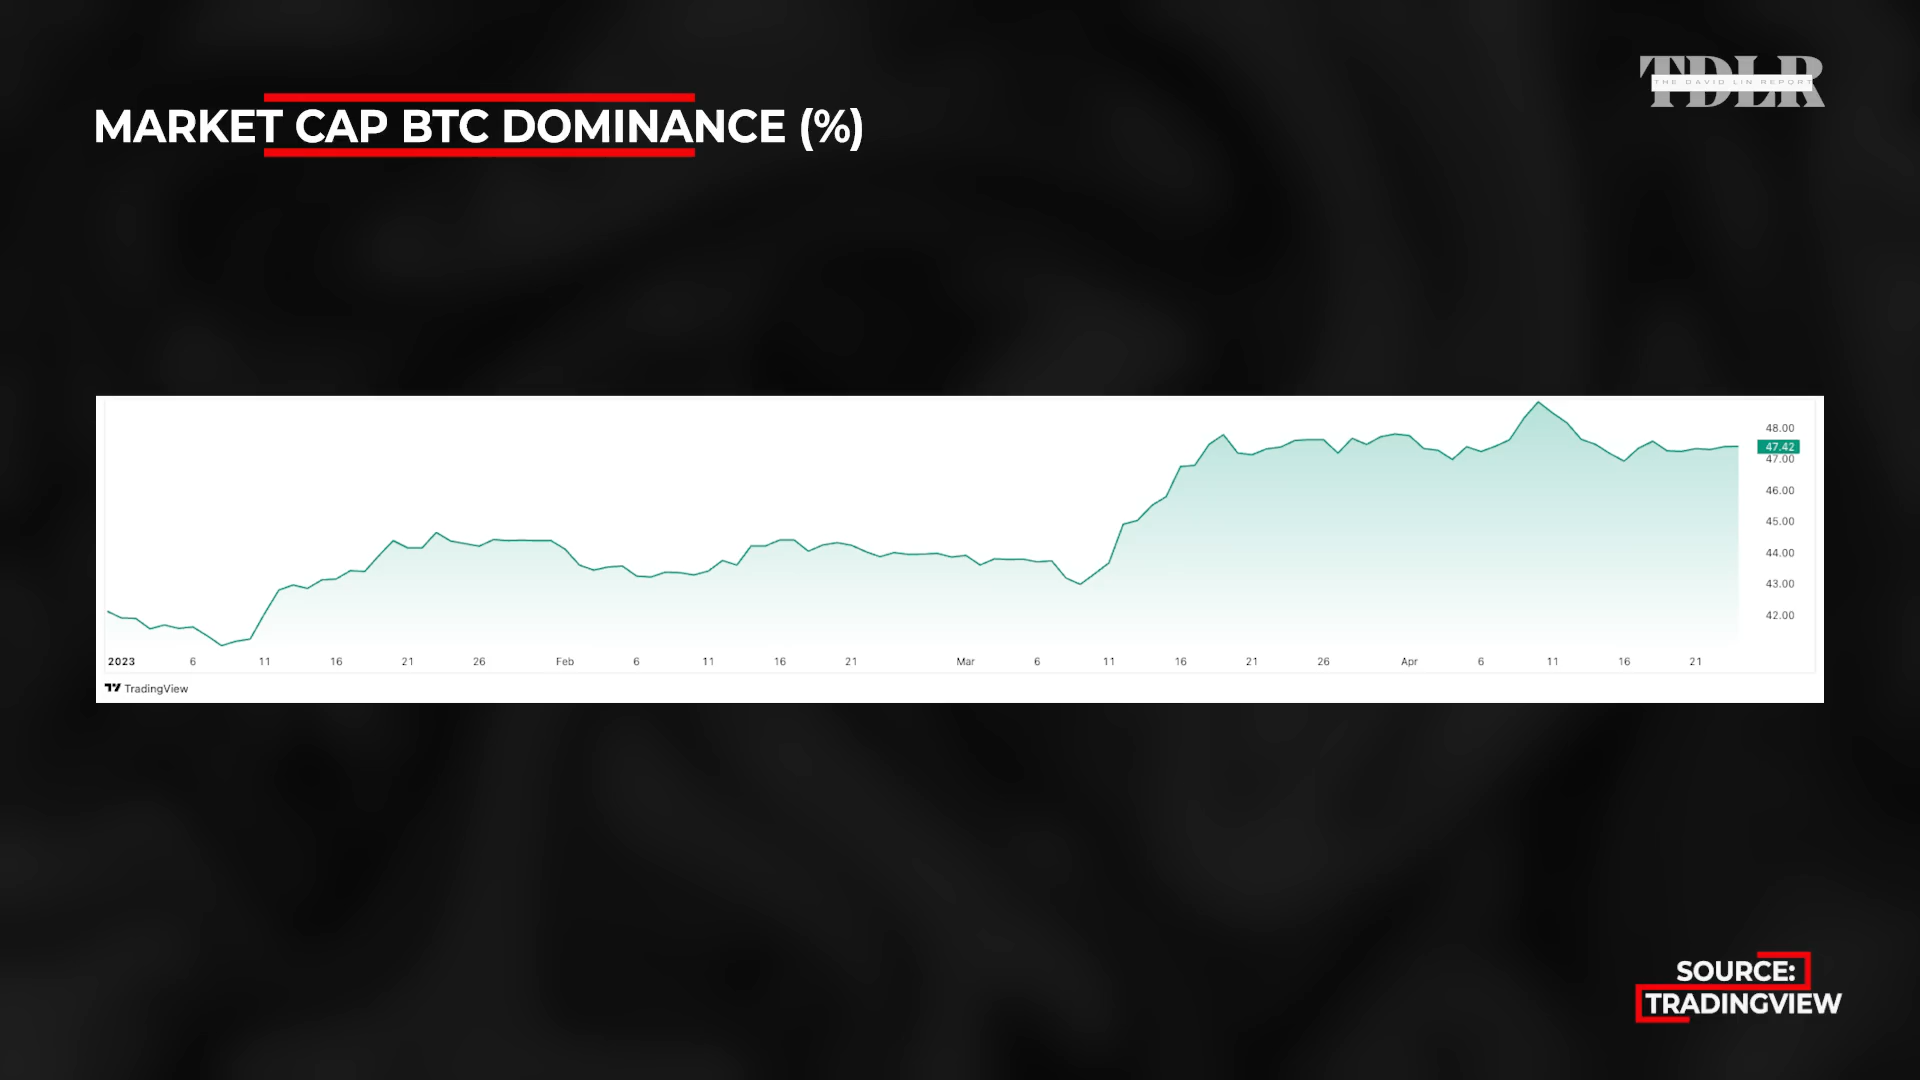 TDLR
THE DAVID LIN REPORT
MARKET CAP BTC DOMINANCE (%)
48.00
47.42
47.00
46.00
45.00
44.00
43.00
42.00
2023 6 11 16 21 26 Feb 6 11 16 21 Mar 6 11 16 21 26 Apr 6 11 16 21
TradingView
SOURCE:
TRADINGVIEW